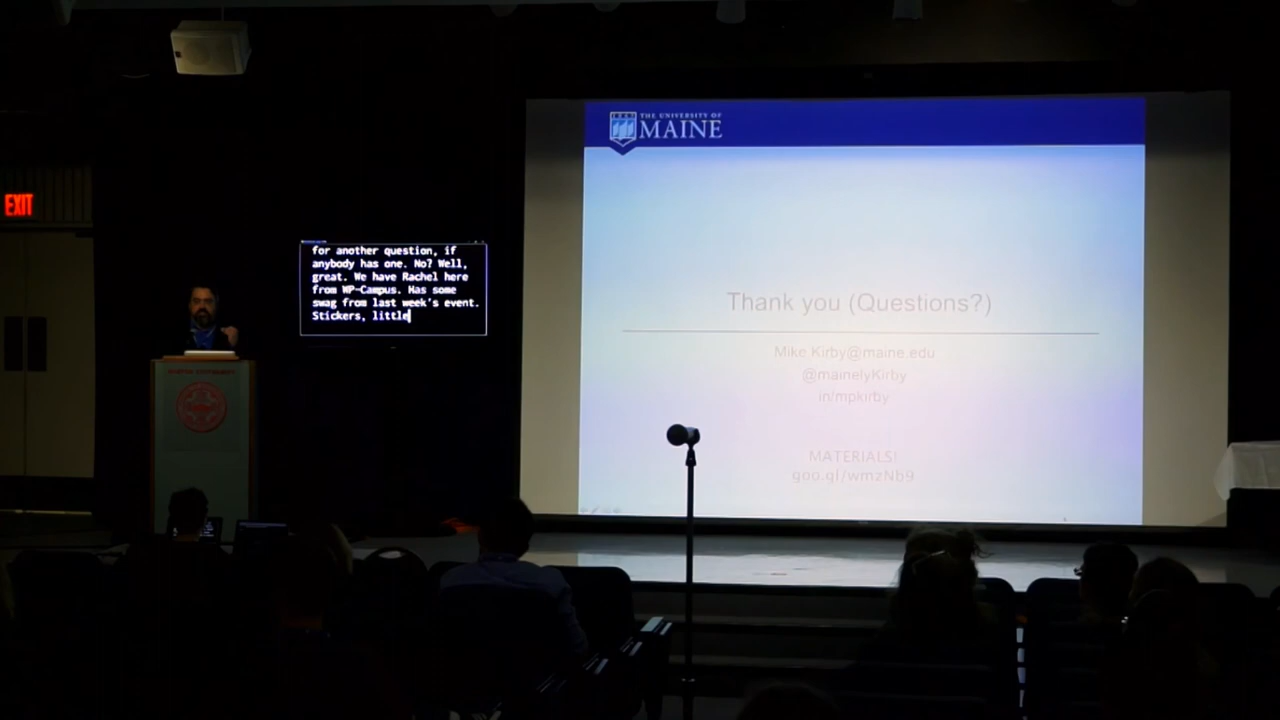 EXIT
for another question, if
anybody has one. No? Well,
great. We have Rachel here
from WP-Campus. Has some
swag from last week's event.
Stickers, little
THE UNIVERSITY OF
MAINE
Thank you (Questions?)
Mike Kirby@maine.edu
@mainelyKirby
in/mpkirby
MATERIALS!
goo.gl/wmzNb9